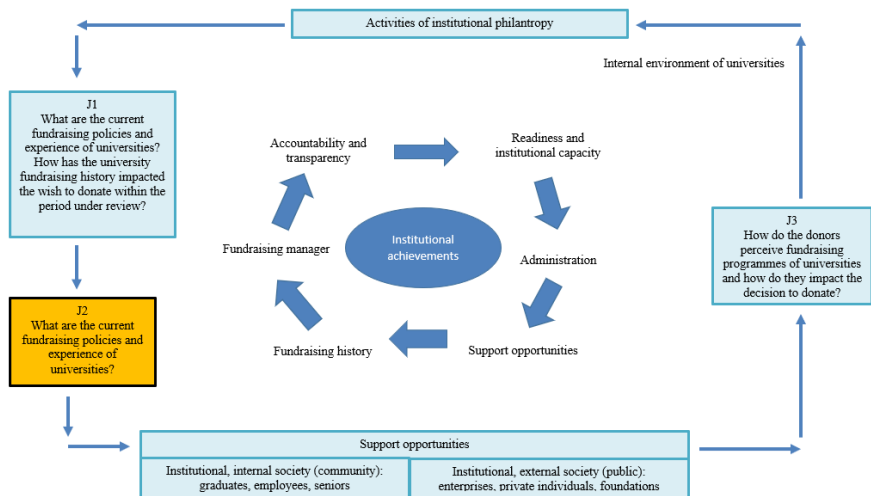 Activities of institutional philantropy
Internal environment of universities
J1
What are the current
fundraising policies and
experience of universities?
How has the university
fundraising history impacted
the wish to donate within the
period under review?
Accountability and
transparency
Readiness and
institutional capacity
Fundraising manager
Institutional
achievements
Administration
Fundraising history
Support opportunities
J2
What are the current
fundraising policies and
experience of
universities?
J3
How do the donors
perceive fundraising
programmes of universities
and how do they impact the
decision to donate?
Support opportunities
Institutional, internal society (community):
graduates, employees, seniors
Institutional, external society (public):
enterprises, private individuals, foundations